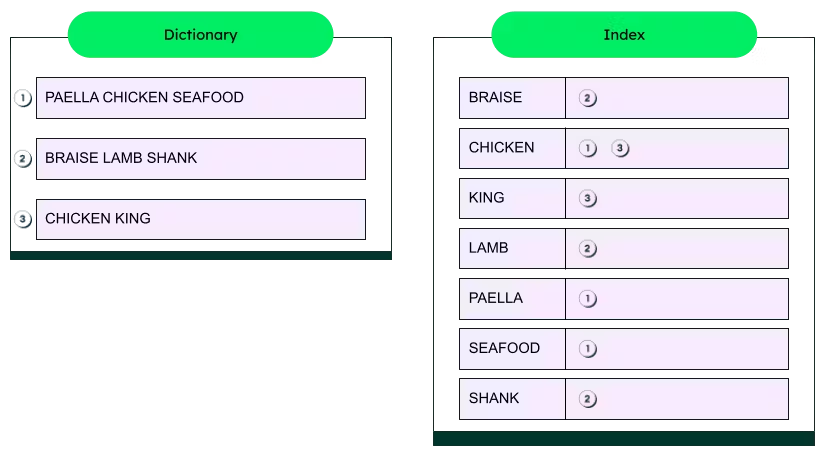 Dictionary
1 PAELLA CHICKEN SEAFOOD
2 BRAISE LAMB SHANK
3 CHICKEN KING
Index
BRAISE 2
CHICKEN 1 3
KING 3
LAMB 2
PAELLA 1
SEAFOOD 1
SHANK 2